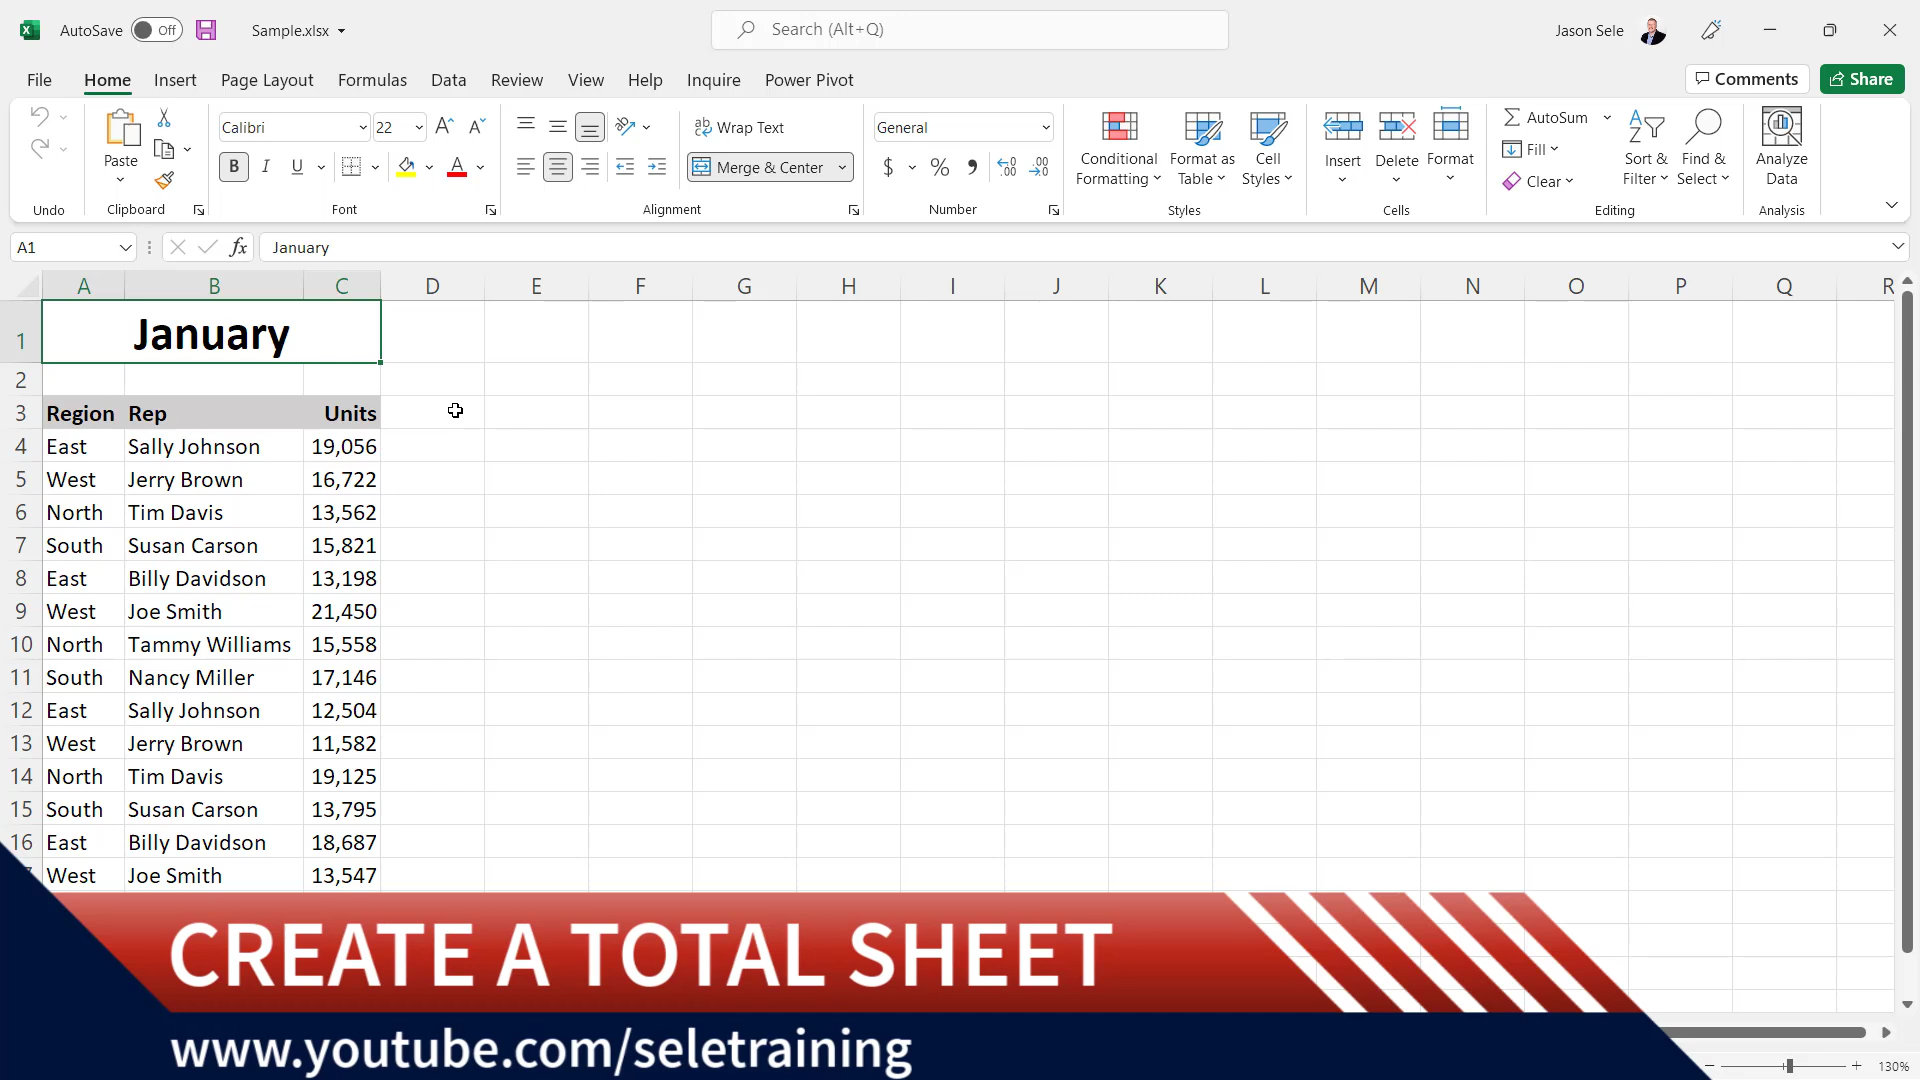 AutoSave Off Sample.xlsx Search (Alt+Q) Jason Sele
File Home Insert Page Layout Formulas Data Review View Help Inquire Power Pivot Comments Share
Calibri 22 Wrap Text General AutoSum
Paste B I U A Merge & Center $ % Conditional Formatting Format as Table Cell Styles Insert Delete Format Fill Clear Sort & Filter Find & Select Analyze Data
Undo Clipboard Font Alignment Number Styles Cells Editing Analysis
A1 fx January
A B C D E F G H I J K L M N O P Q R
1 January
2
3 Region Rep Units
4 East Sally Johnson 19,056
5 West Jerry Brown 16,722
6 North Tim Davis 13,562
7 South Susan Carson 15,821
8 East Billy Davidson 13,198
9 West Joe Smith 21,450
10 North Tammy Williams 15,558
11 South Nancy Miller 17,146
12 East Sally Johnson 12,504
13 West Jerry Brown 11,582
14 North Tim Davis 19,125
15 South Susan Carson 13,795
16 East Billy Davidson 18,687
West Joe Smith 13,547
CREATE A TOTAL SHEET
www.youtube.com/seletraining
130%